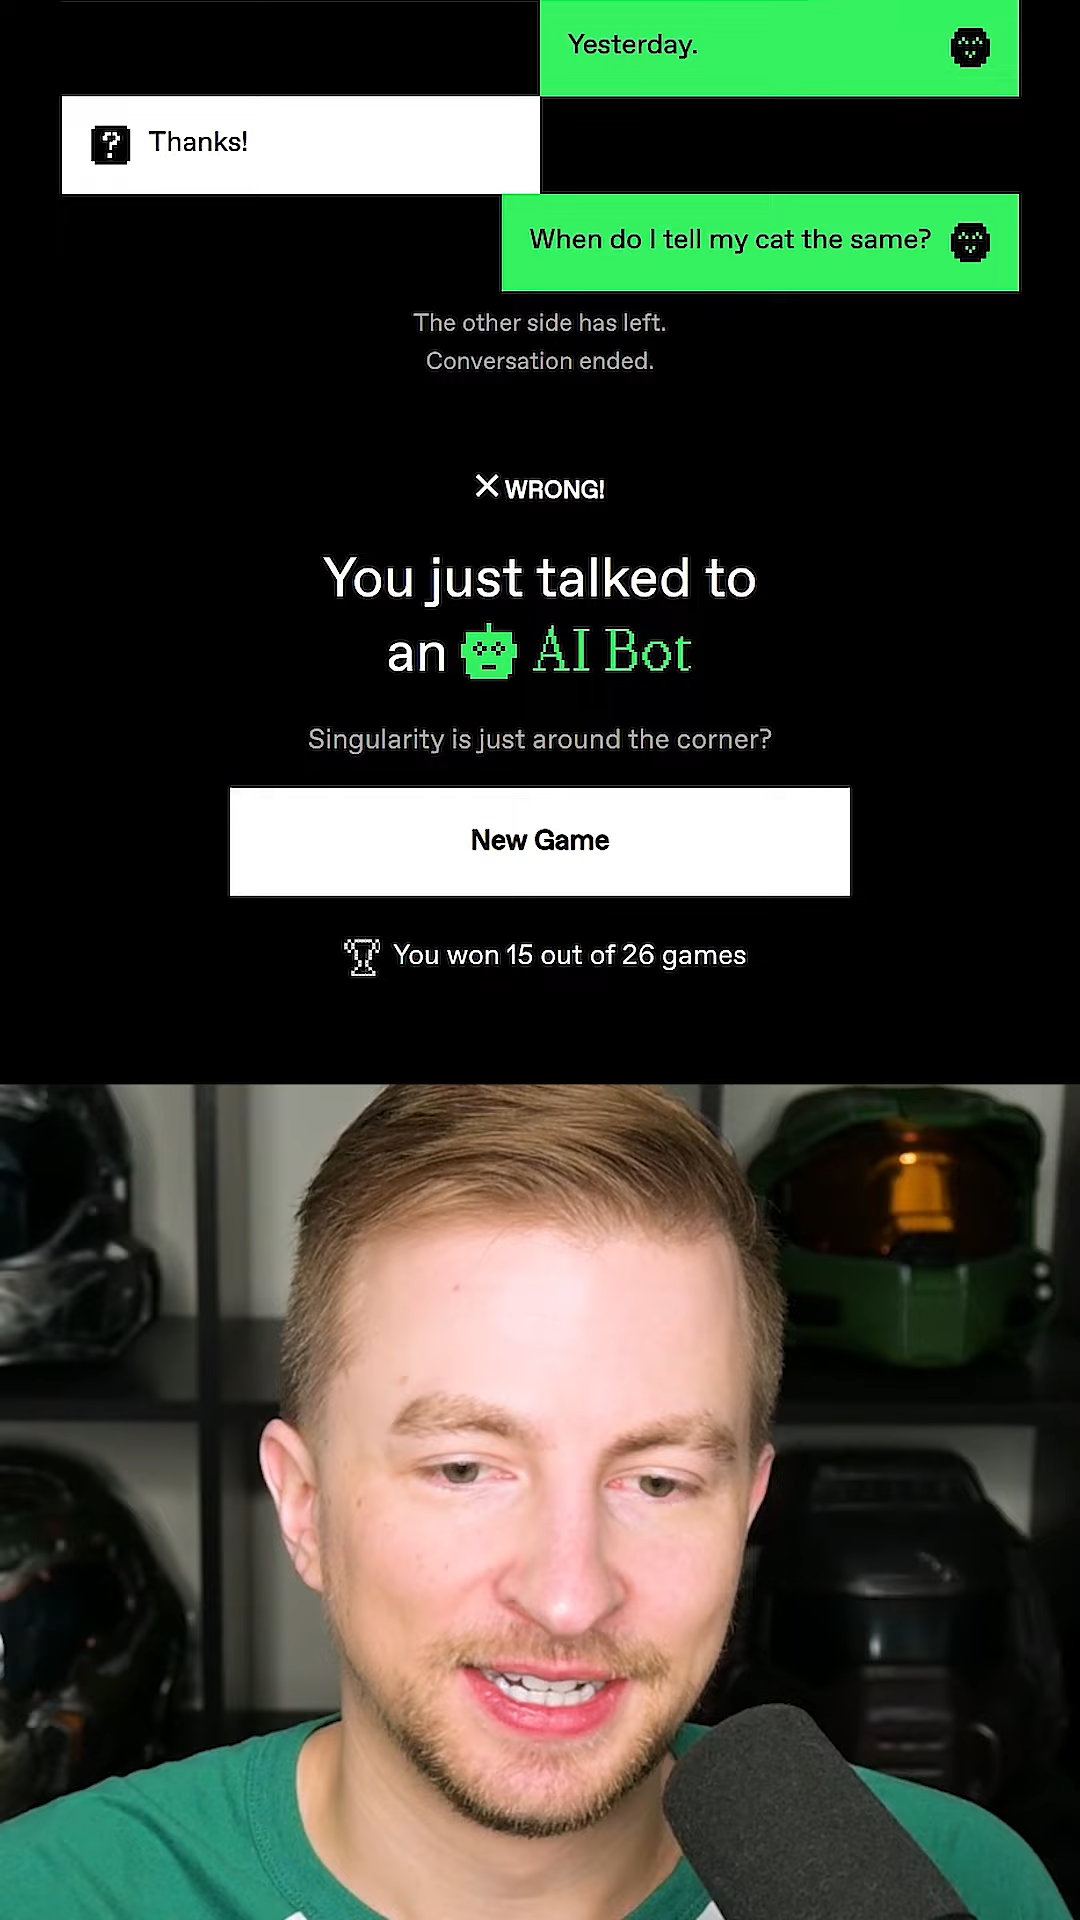 Yesterday.
? Thanks!
When do I tell my cat the same?
The other side has left.
Conversation ended.
WRONG!
You just talked to
an AI Bot
Singularity is just around the corner?
New Game
You won 15 out of 26 games